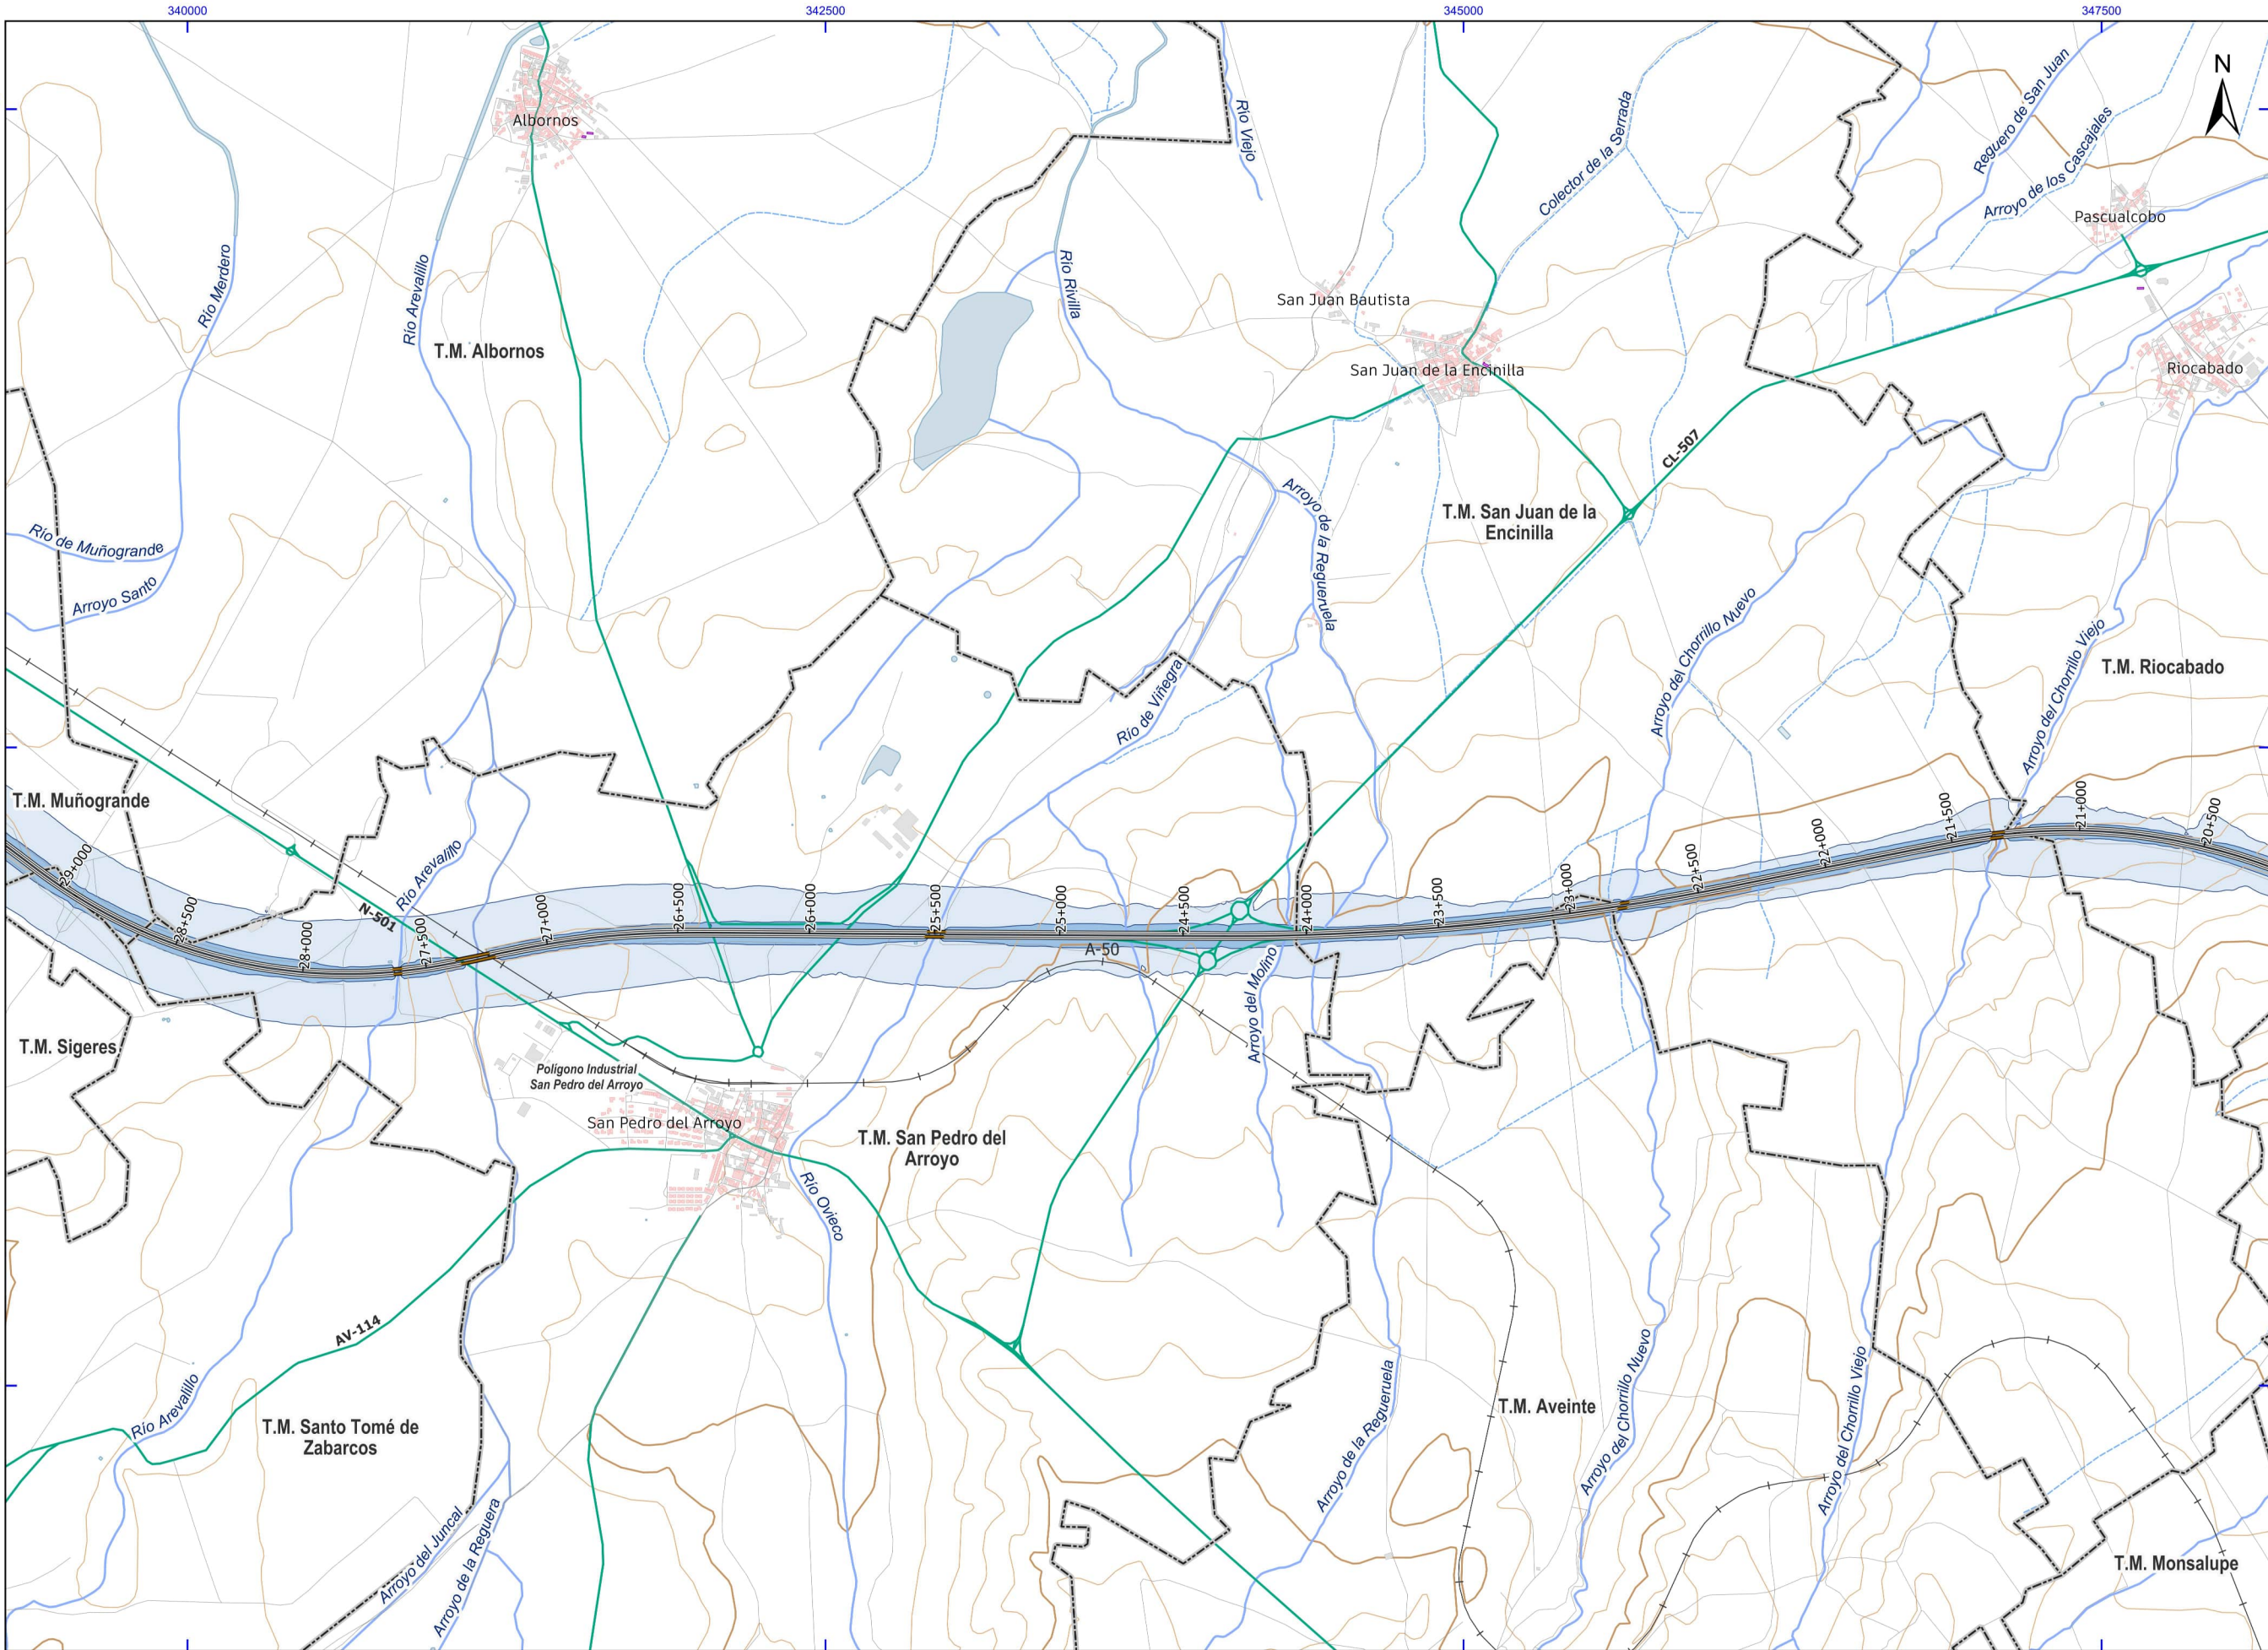 340000
342500
345000
347500
N
Albornos
Río Viejo
Colector de la Serrada
Reguero de San Juan
Arroyo de los Cascajales
Pascualcobo
Río Merdero
Río Arevalillo
Río Rivilla
San Juan Bautista
T.M. Albornos
San Juan de la Encinilla
Riocabado
CL-507
Río de Muñogrande
Arroyo Santo
Arroyo de la Regueruela
T.M. San Juan de la
Encinilla
Arroyo del Chorrillo Nuevo
Arroyo del Chorrillo Viejo
T.M. Riocabado
Río de Viñegra
T.M. Muñogrande
Río Arevalillo
N-501
29+000
28+500
28+000
27+500
27+000
26+500
26+000
25+500
25+000
24+500
24+000
23+500
23+000
22+500
22+000
21+500
21+000
20+500
A-50
Arroyo del Molino
T.M. Sigeres
Polígono Industrial
San Pedro del Arroyo
San Pedro del Arroyo
T.M. San Pedro del
Arroyo
Río Ovieco
AV-114
Río Arevalillo
T.M. Santo Tomé de
Zabarcos
Arroyo de la Regueruela
T.M. Aveinte
Arroyo del Chorrillo Nuevo
Arroyo del Chorrillo Viejo
Arroyo del Juncal
Arroyo de la Reguera
T.M. Monsalupe